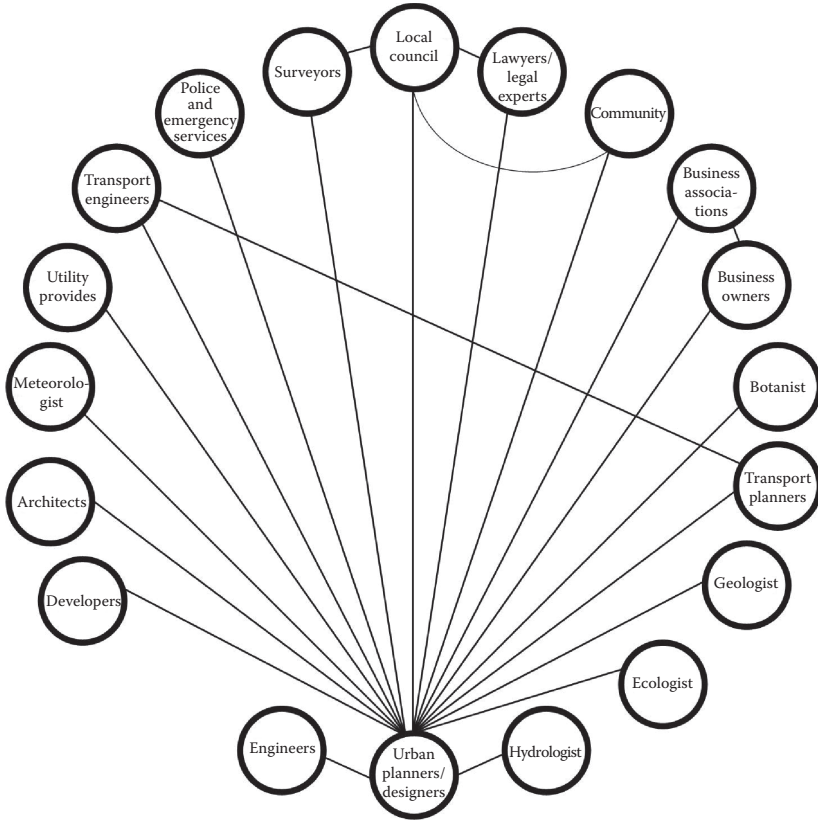 Local
council
Surveyors
Lawyers/
legal
experts
Police
and
emergency
services
Community
Transport
engineers
Business
associa-
tions
Utility
provides
Business
owners
Meteorolo-
gist
Botanist
Architects
Transport
planners
Developers
Geologist
Ecologist
Engineers
Urban
planners/
designers
Hydrologist